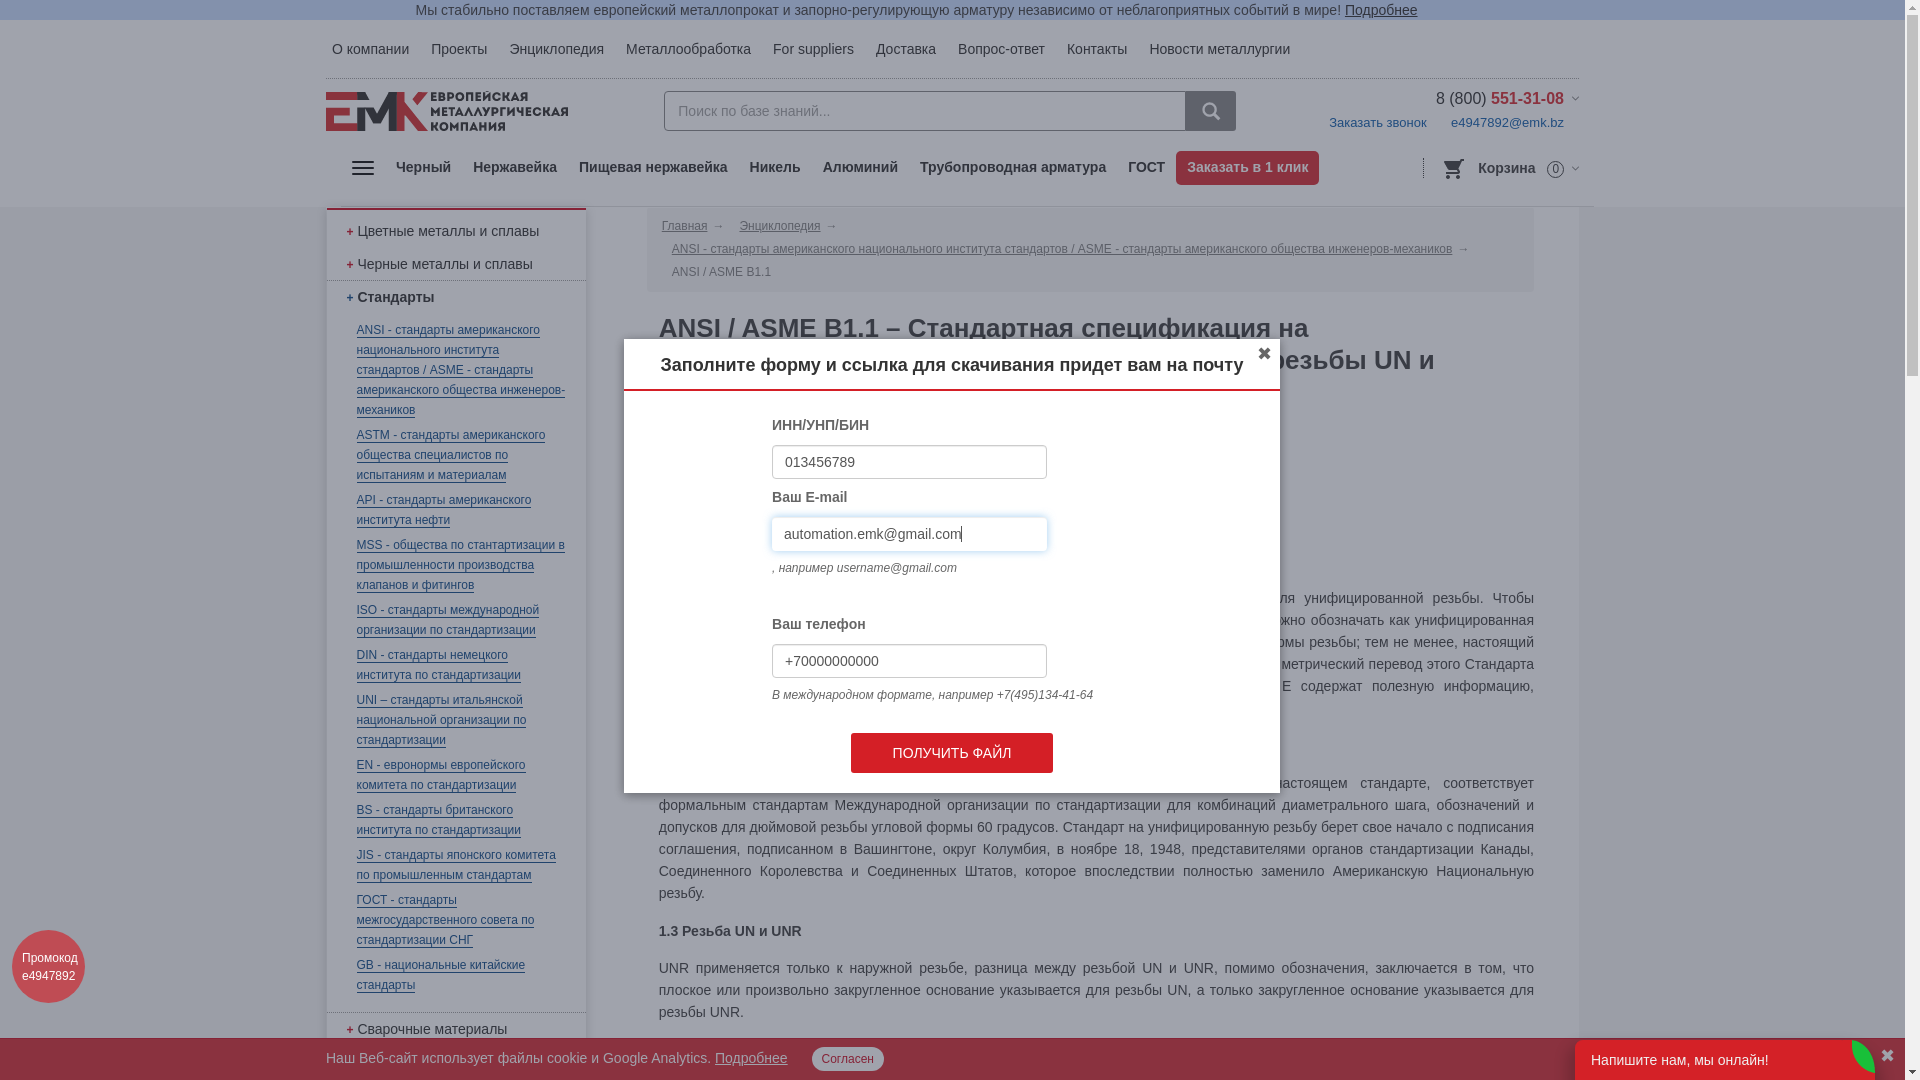 Мы стабильно поставляем европейский металлопрокат и запорно-регулирующую арматуру независимо от неблагоприятных событий в мире! Подробнее
О компании Проекты Энциклопедия Металлообработка For suppliers Доставка Вопрос-ответ Контакты Новости металлургии
ЕМК ЕВРОПЕЙСКАЯ
МЕТАЛЛУРГИЧЕСКАЯ
КОМПАНИЯ
Поиск по базе знаний...
8 (800) 551-31-08
Заказать звонок e4947892@emk.bz
Черный Нержавейка Пищевая нержавейка Никель Алюминий Трубопроводная арматура ГОСТ Заказать в 1 клик
Корзина 0
+ Цветные металлы и сплавы
+ Черные металлы и сплавы
+ Стандарты
ANSI - стандарты американского
национального института
стандартов / ASME - стандарты
американского общества инженеров-
механиков
ASTM - стандарты американского
общества специалистов по
испытаниям и материалам
API - стандарты американского
института нефти
MSS - общества по стантартизации в
промышленности производства
клапанов и фитингов
ISO - стандарты международной
организации по стандартизации
DIN - стандарты немецкого
института по стандартизации
UNI – стандарты итальянской
национальной организации по
стандартизации
EN - евронормы европейского
комитета по стандартизации
BS - стандарты британского
института по стандартизации
JIS - стандарты японского комитета
по промышленным стандартам
ГОСТ - стандарты
межгосударственного совета по
стандартизации СНГ
GB - национальные китайские
стандарты
+ Сварочные материалы
Главная → Энциклопедия →
ANSI - стандарты американского национального института стандартов / ASME - стандарты американского общества инженеров-механиков →
ANSI / ASME B1.1
ANSI / ASME B1.1 – Стандартная спецификация на
резьбы UN и
Заполните форму и ссылка для скачивания придет вам на почту
✖
ИНН/УНП/БИН
013456789
Ваш E-mail
automation.emk@gmail.com
, например username@gmail.com
Ваш телефон
+70000000000
В международном формате, например +7(495)134-41-64
ПОЛУЧИТЬ ФАЙЛ
для унифицированной резьбы. Чтобы
обозначать как унифицированная
резьбы; тем не менее, настоящий
метрический перевод этого Стандарта
E содержат полезную информацию,
настоящем стандарте, соответствует
формальным стандартам Международной организации по стандартизации для комбинаций диаметрального шага, обозначений и
допусков для дюймовой резьбы угловой формы 60 градусов. Стандарт на унифицированную резьбу берет свое начало с подписания
соглашения, подписанном в Вашингтоне, округ Колумбия, в ноябре 18, 1948, представителями органов стандартизации Канады,
Соединенного Королевства и Соединенных Штатов, которое впоследствии полностью заменило Американскую Национальную
резьбу.
1.3 Резьба UN и UNR
UNR применяется только к наружной резьбе, разница между резьбой UN и UNR, помимо обозначения, заключается в том, что
плоское или произвольно закругленное основание указывается для резьбы UN, а только закругленное основание указывается для
резьбы UNR.
Промокод
e4947892
Наш Веб-сайт использует файлы cookie и Google Analytics. Подробнее Согласен
Напишите нам, мы онлайн!
✖